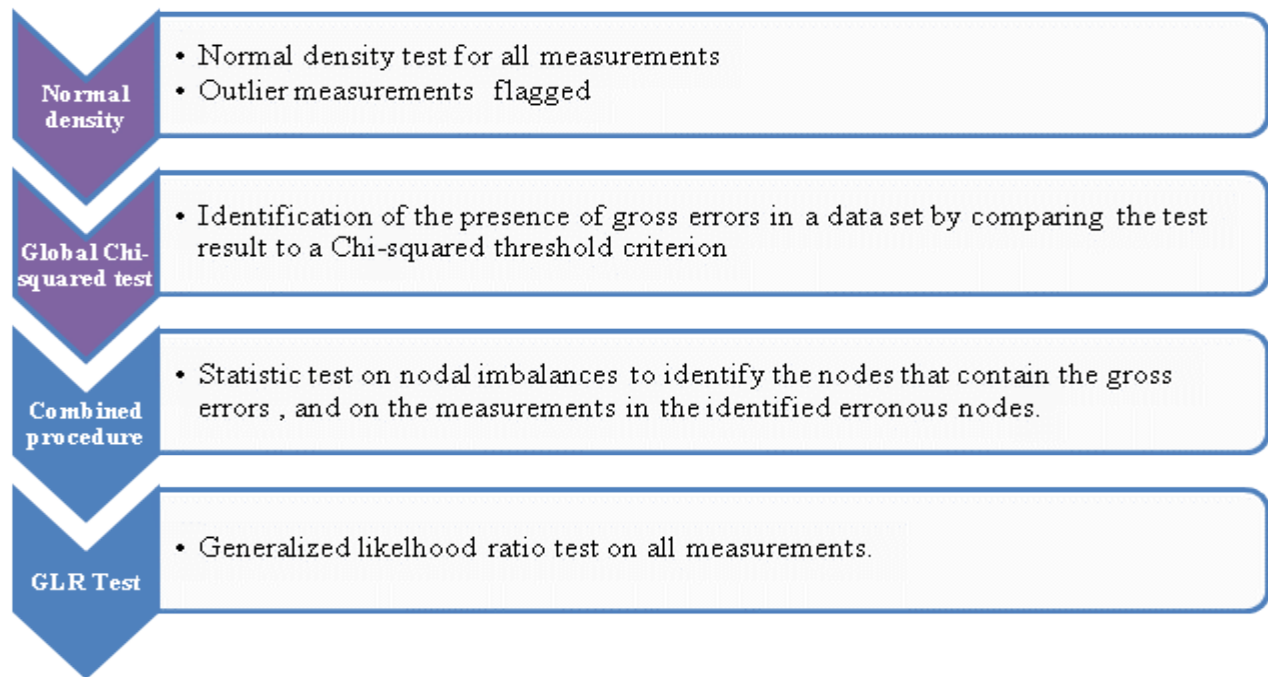 Normal
density
• Normal density test for all measurements
• Outlier measurements flagged
Global Chi-
squared test
• Identification of the presence of gross errors in a data set by comparing the test
result to a Chi-squared threshold criterion
Combined
procedure
• Statistic test on nodal imbalances to identify the nodes that contain the gross
errors , and on the measurements in the identified erronous nodes.
GLR Test
• Generalized likelhood ratio test on all measurements.